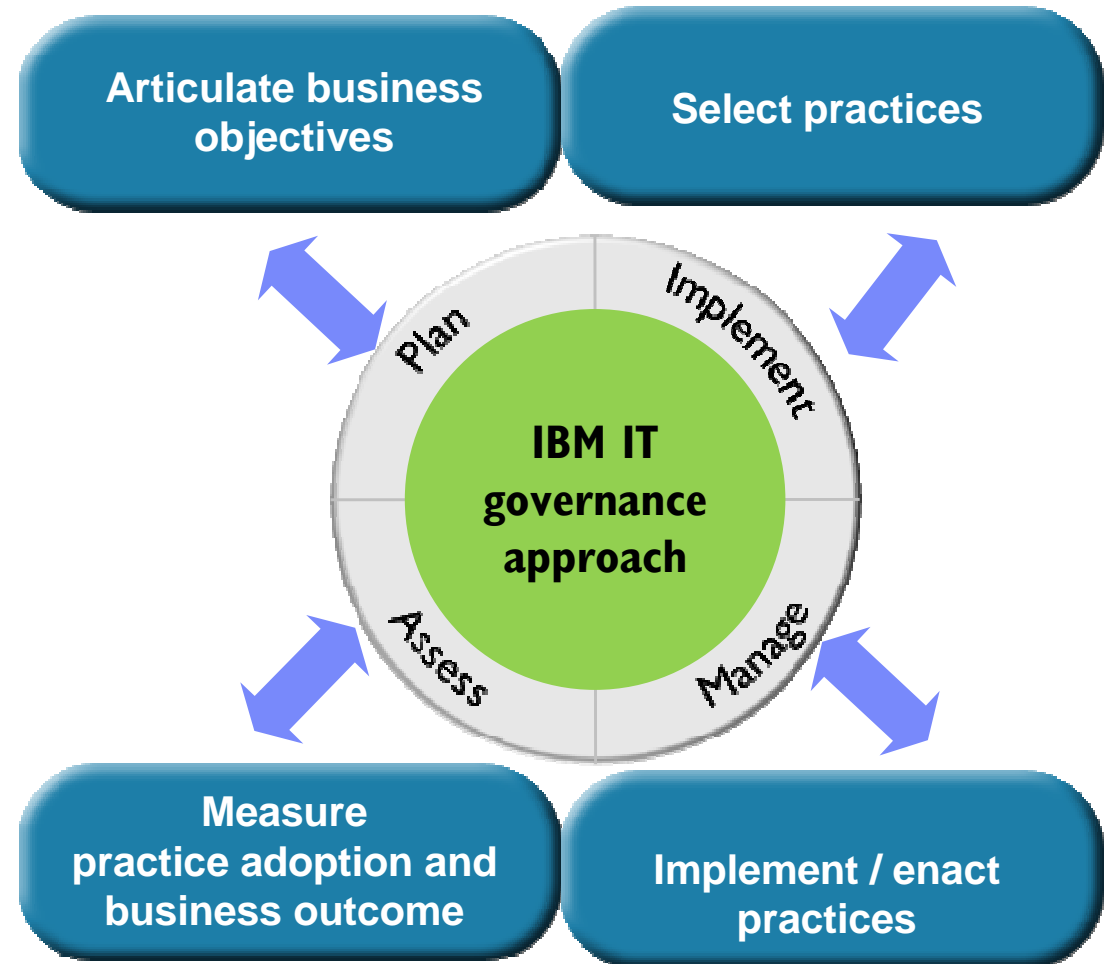 Articulate business
objectives
Select practices
Plan
Implement
IBM IT
governance
approach
Assess
Manage
Measure
practice adoption and
business outcome
Implement / enact
practices